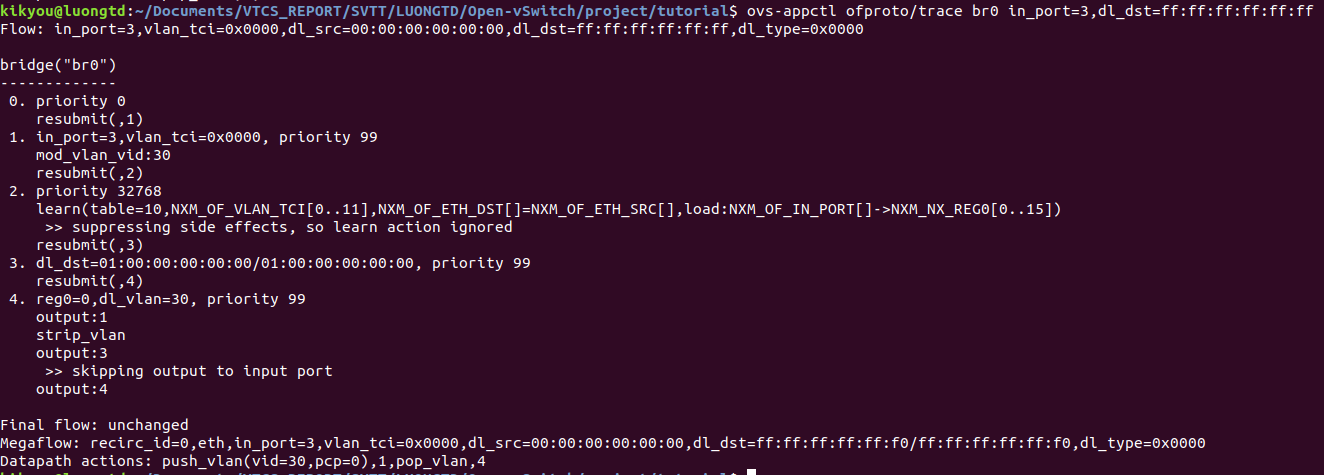 kikyou@luongtd:~/Documents/VTCS_REPORT/SVTT/LUONGTD/Open-vSwitch/project/tutorial$ ovs-appctl ofproto/trace br0 in_port=3,dl_dst=ff:ff:ff:ff:ff:ff
Flow: in_port=3,vlan_tci=0x0000,dl_src=00:00:00:00:00:00,dl_dst=ff:ff:ff:ff:ff:ff,dl_type=0x0000

bridge("br0")
-------------
 0. priority 0
    resubmit(,1)
 1. in_port=3,vlan_tci=0x0000, priority 99
    mod_vlan_vid:30
    resubmit(,2)
 2. priority 32768
    learn(table=10,NXM_OF_VLAN_TCI[0..11],NXM_OF_ETH_DST[]=NXM_OF_ETH_SRC[],load:NXM_OF_IN_PORT[]->NXM_NX_REG0[0..15])
     >> suppressing side effects, so learn action ignored
    resubmit(,3)
 3. dl_dst=01:00:00:00:00:00/01:00:00:00:00:00, priority 99
    resubmit(,4)
 4. reg0=0,dl_vlan=30, priority 99
    output:1
    strip_vlan
    output:3
     >> skipping output to input port
    output:4

Final flow: unchanged
Megaflow: recirc_id=0,eth,in_port=3,vlan_tci=0x0000,dl_src=00:00:00:00:00:00,dl_dst=ff:ff:ff:ff:ff:f0/ff:ff:ff:ff:ff:f0,dl_type=0x0000
Datapath actions: push_vlan(vid=30,pcp=0),1,pop_vlan,4